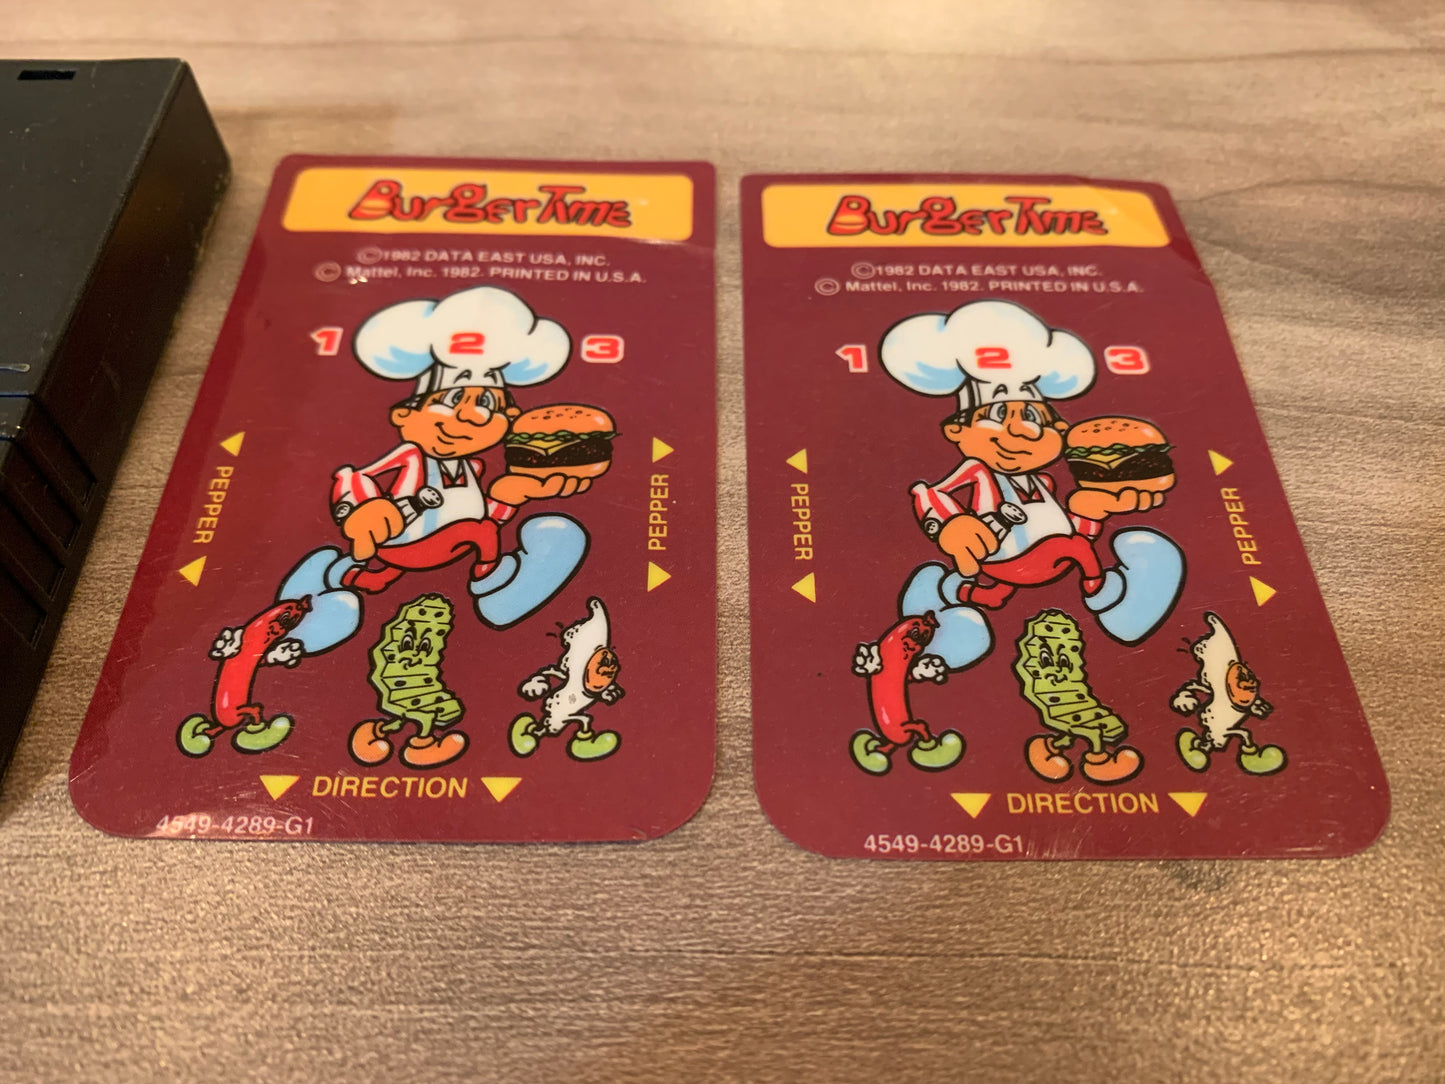 BurgerTime
©1982 DATA EAST USA, INC.
© Mattel, Inc. 1982. PRINTED IN U.S.A.
1 2 3
PEPPER
PEPPER
DIRECTION
4549-4289-G1
BurgerTime
©1982 DATA EAST USA, INC.
© Mattel, Inc. 1982. PRINTED IN U.S.A.
1 2 3
PEPPER
PEPPER
DIRECTION
4549-4289-G1